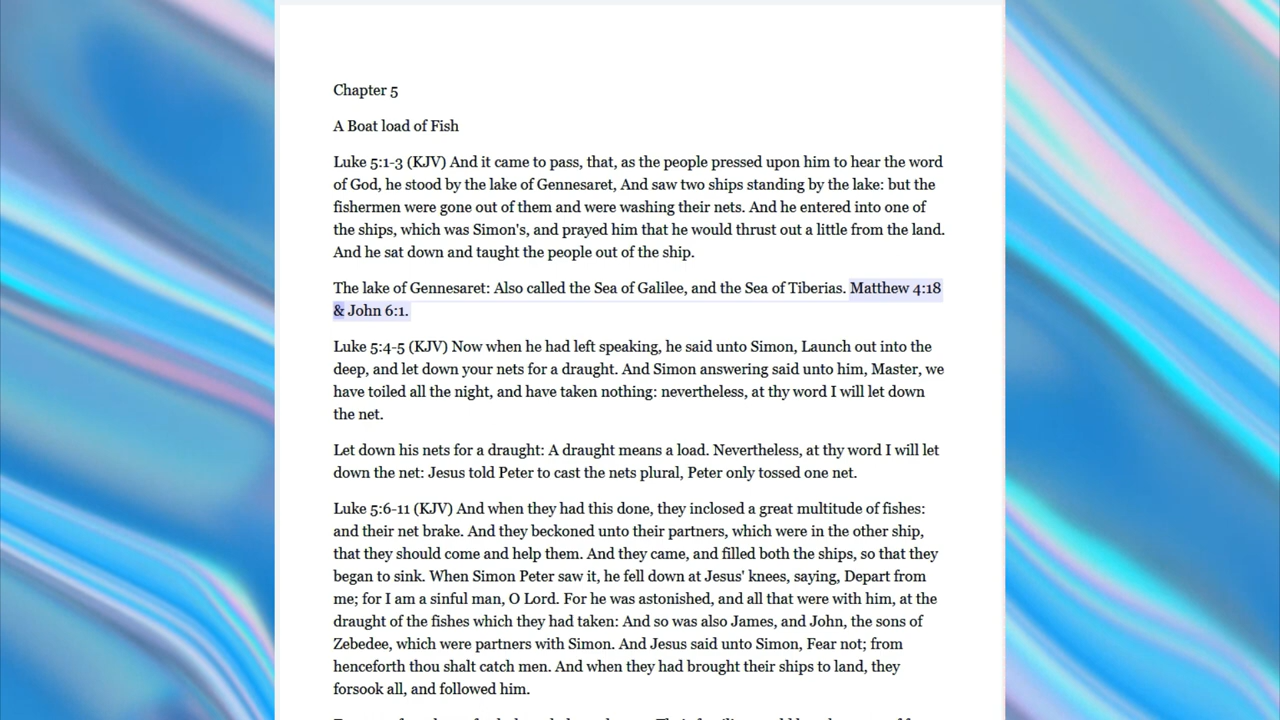 Chapter 5
A Boat load of Fish
Luke 5:1-3 (KJV) And it came to pass, that, as the people pressed upon him to hear the word
of God, he stood by the lake of Gennesaret, And saw two ships standing by the lake: but the
fishermen were gone out of them and were washing their nets. And he entered into one of
the ships, which was Simon's, and prayed him that he would thrust out a little from the land.
And he sat down and taught the people out of the ship.
The lake of Gennesaret: Also called the Sea of Galilee, and the Sea of Tiberias. Matthew 4:18
& John 6:1.
Luke 5:4-5 (KJV) Now when he had left speaking, he said unto Simon, Launch out into the
deep, and let down your nets for a draught. And Simon answering said unto him, Master, we
have toiled all the night, and have taken nothing: nevertheless, at thy word I will let down
the net.
Let down his nets for a draught: A draught means a load. Nevertheless, at thy word I will let
down the net: Jesus told Peter to cast the nets plural, Peter only tossed one net.
Luke 5:6-11 (KJV) And when they had this done, they inclosed a great multitude of fishes:
and their net brake. And they beckoned unto their partners, which were in the other ship,
that they should come and help them. And they came, and filled both the ships, so that they
began to sink. When Simon Peter saw it, he fell down at Jesus' knees, saying, Depart from
me; for I am a sinful man, O Lord. For he was astonished, and all that were with him, at the
draught of the fishes which they had taken: And so was also James, and John, the sons of
Zebedee, which were partners with Simon. And Jesus said unto Simon, Fear not; from
henceforth thou shalt catch men. And when they had brought their ships to land, they
forsook all, and followed him.